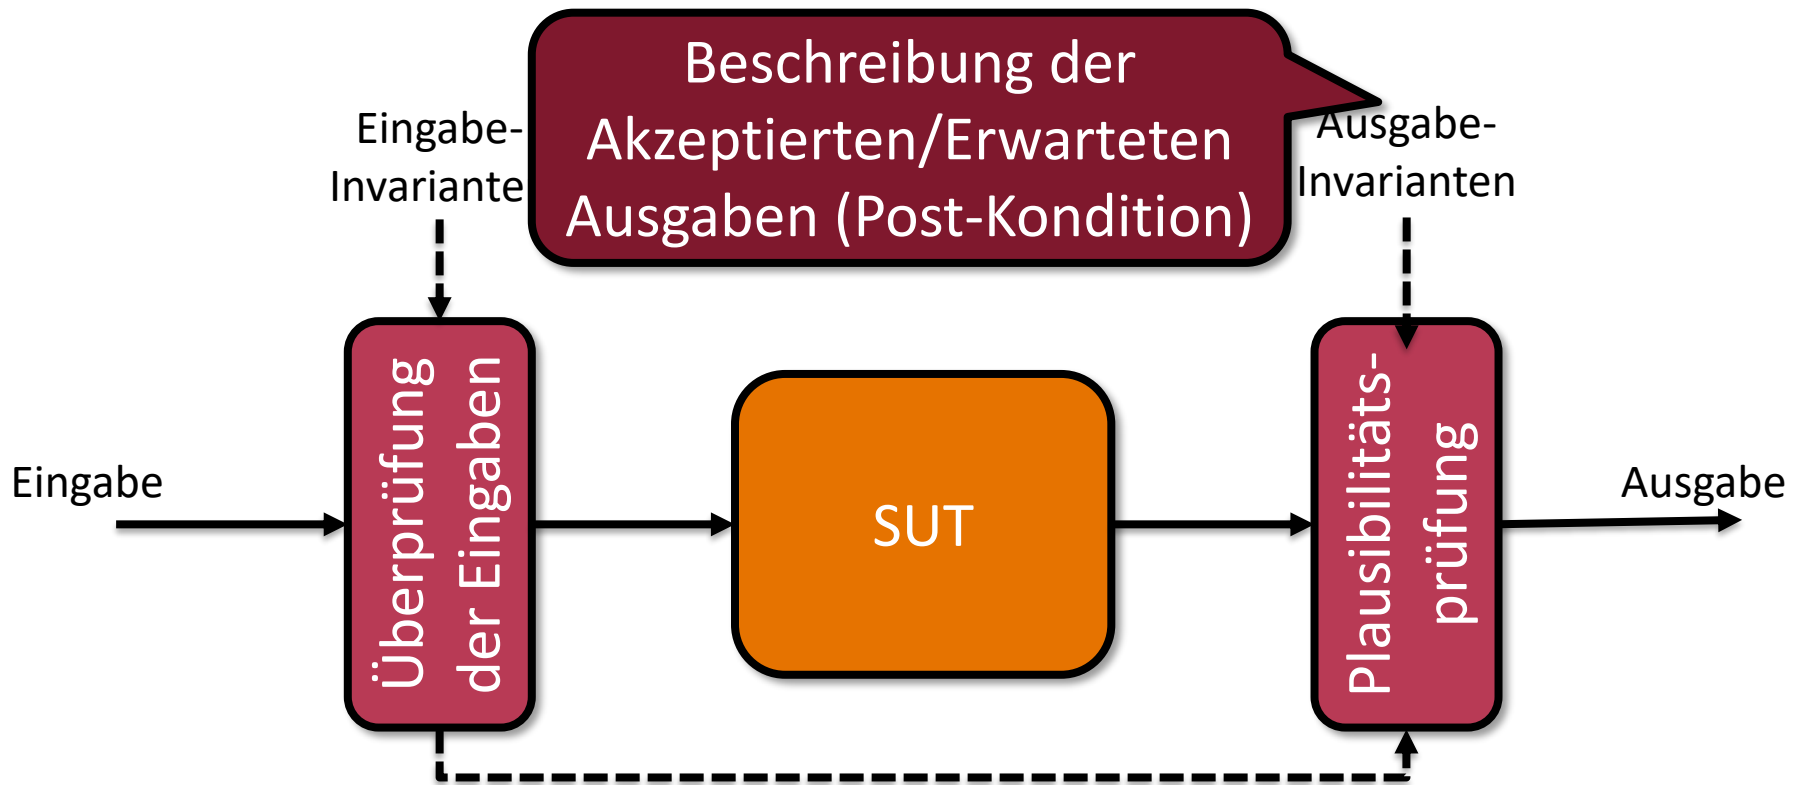 Beschreibung der
Akzeptierten/Erwarteten
Ausgaben (Post-Kondition)
Eingabe-
Invariante
Ausgabe-
Invarianten
Eingabe
Überprüfung
der Eingaben
SUT
Plausibilitäts-
prüfung
Ausgabe